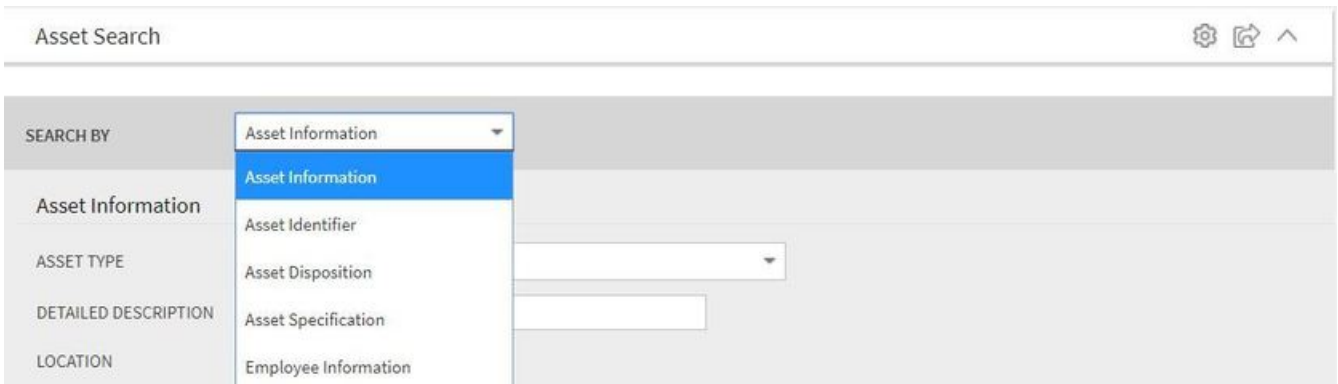 Asset Search
SEARCH BY
Asset Information
Asset Information
Asset Information
Asset Identifier
ASSET TYPE
Asset Disposition
DETAILED DESCRIPTION
Asset Specification
LOCATION
Employee Information